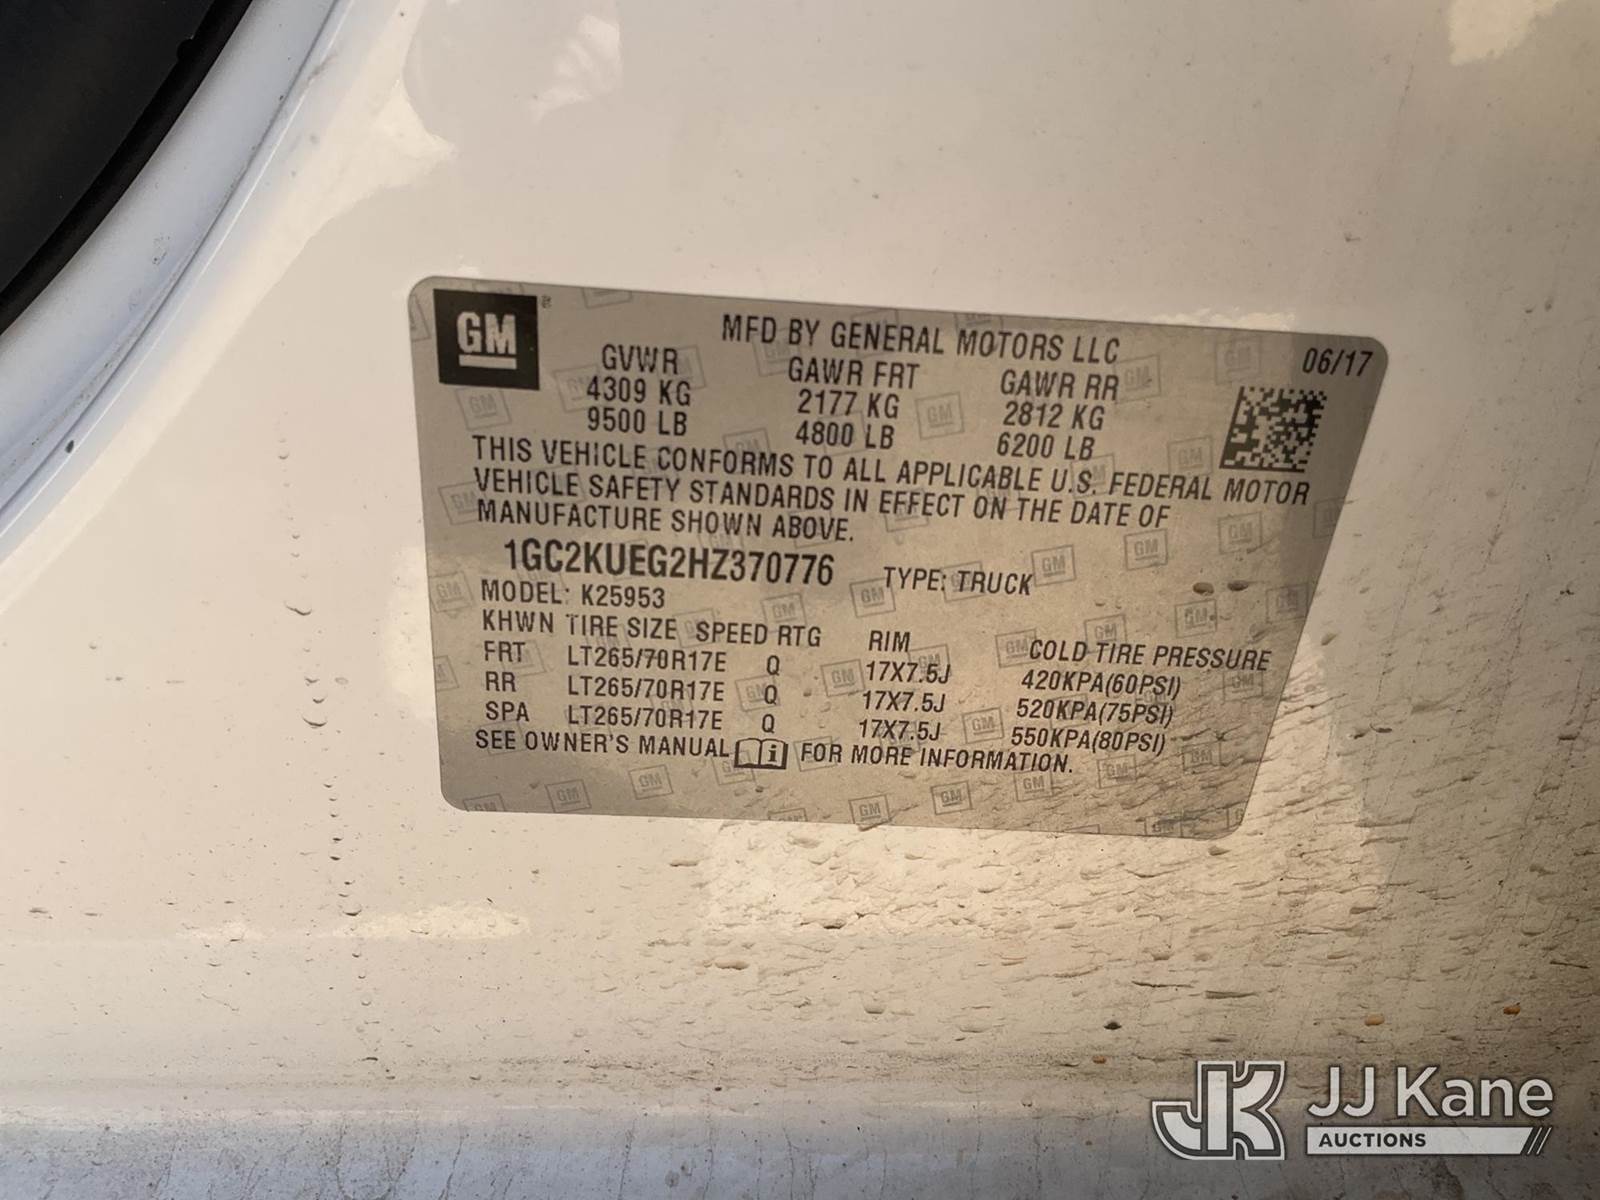 GM
MFD BY GENERAL MOTORS LLC
06/17
GVWR GAWR FRT GAWR RR
4309 KG 2177 KG 2812 KG
9500 LB 4800 LB 6200 LB
THIS VEHICLE CONFORMS TO ALL APPLICABLE U.S. FEDERAL MOTOR
VEHICLE SAFETY STANDARDS IN EFFECT ON THE DATE OF
MANUFACTURE SHOWN ABOVE.
1GC2KUEG2HZ370776 TYPE: TRUCK
MODEL: K25953
KHWN TIRE SIZE SPEED RTG RIM COLD TIRE PRESSURE
FRT LT265/70R17E Q 17X7.5J 420KPA(60PSI)
RR LT265/70R17E Q 17X7.5J 520KPA(75PSI)
SPA LT265/70R17E Q 17X7.5J 550KPA(80PSI)
SEE OWNER'S MANUAL i FOR MORE INFORMATION.
JK JJ Kane
AUCTIONS